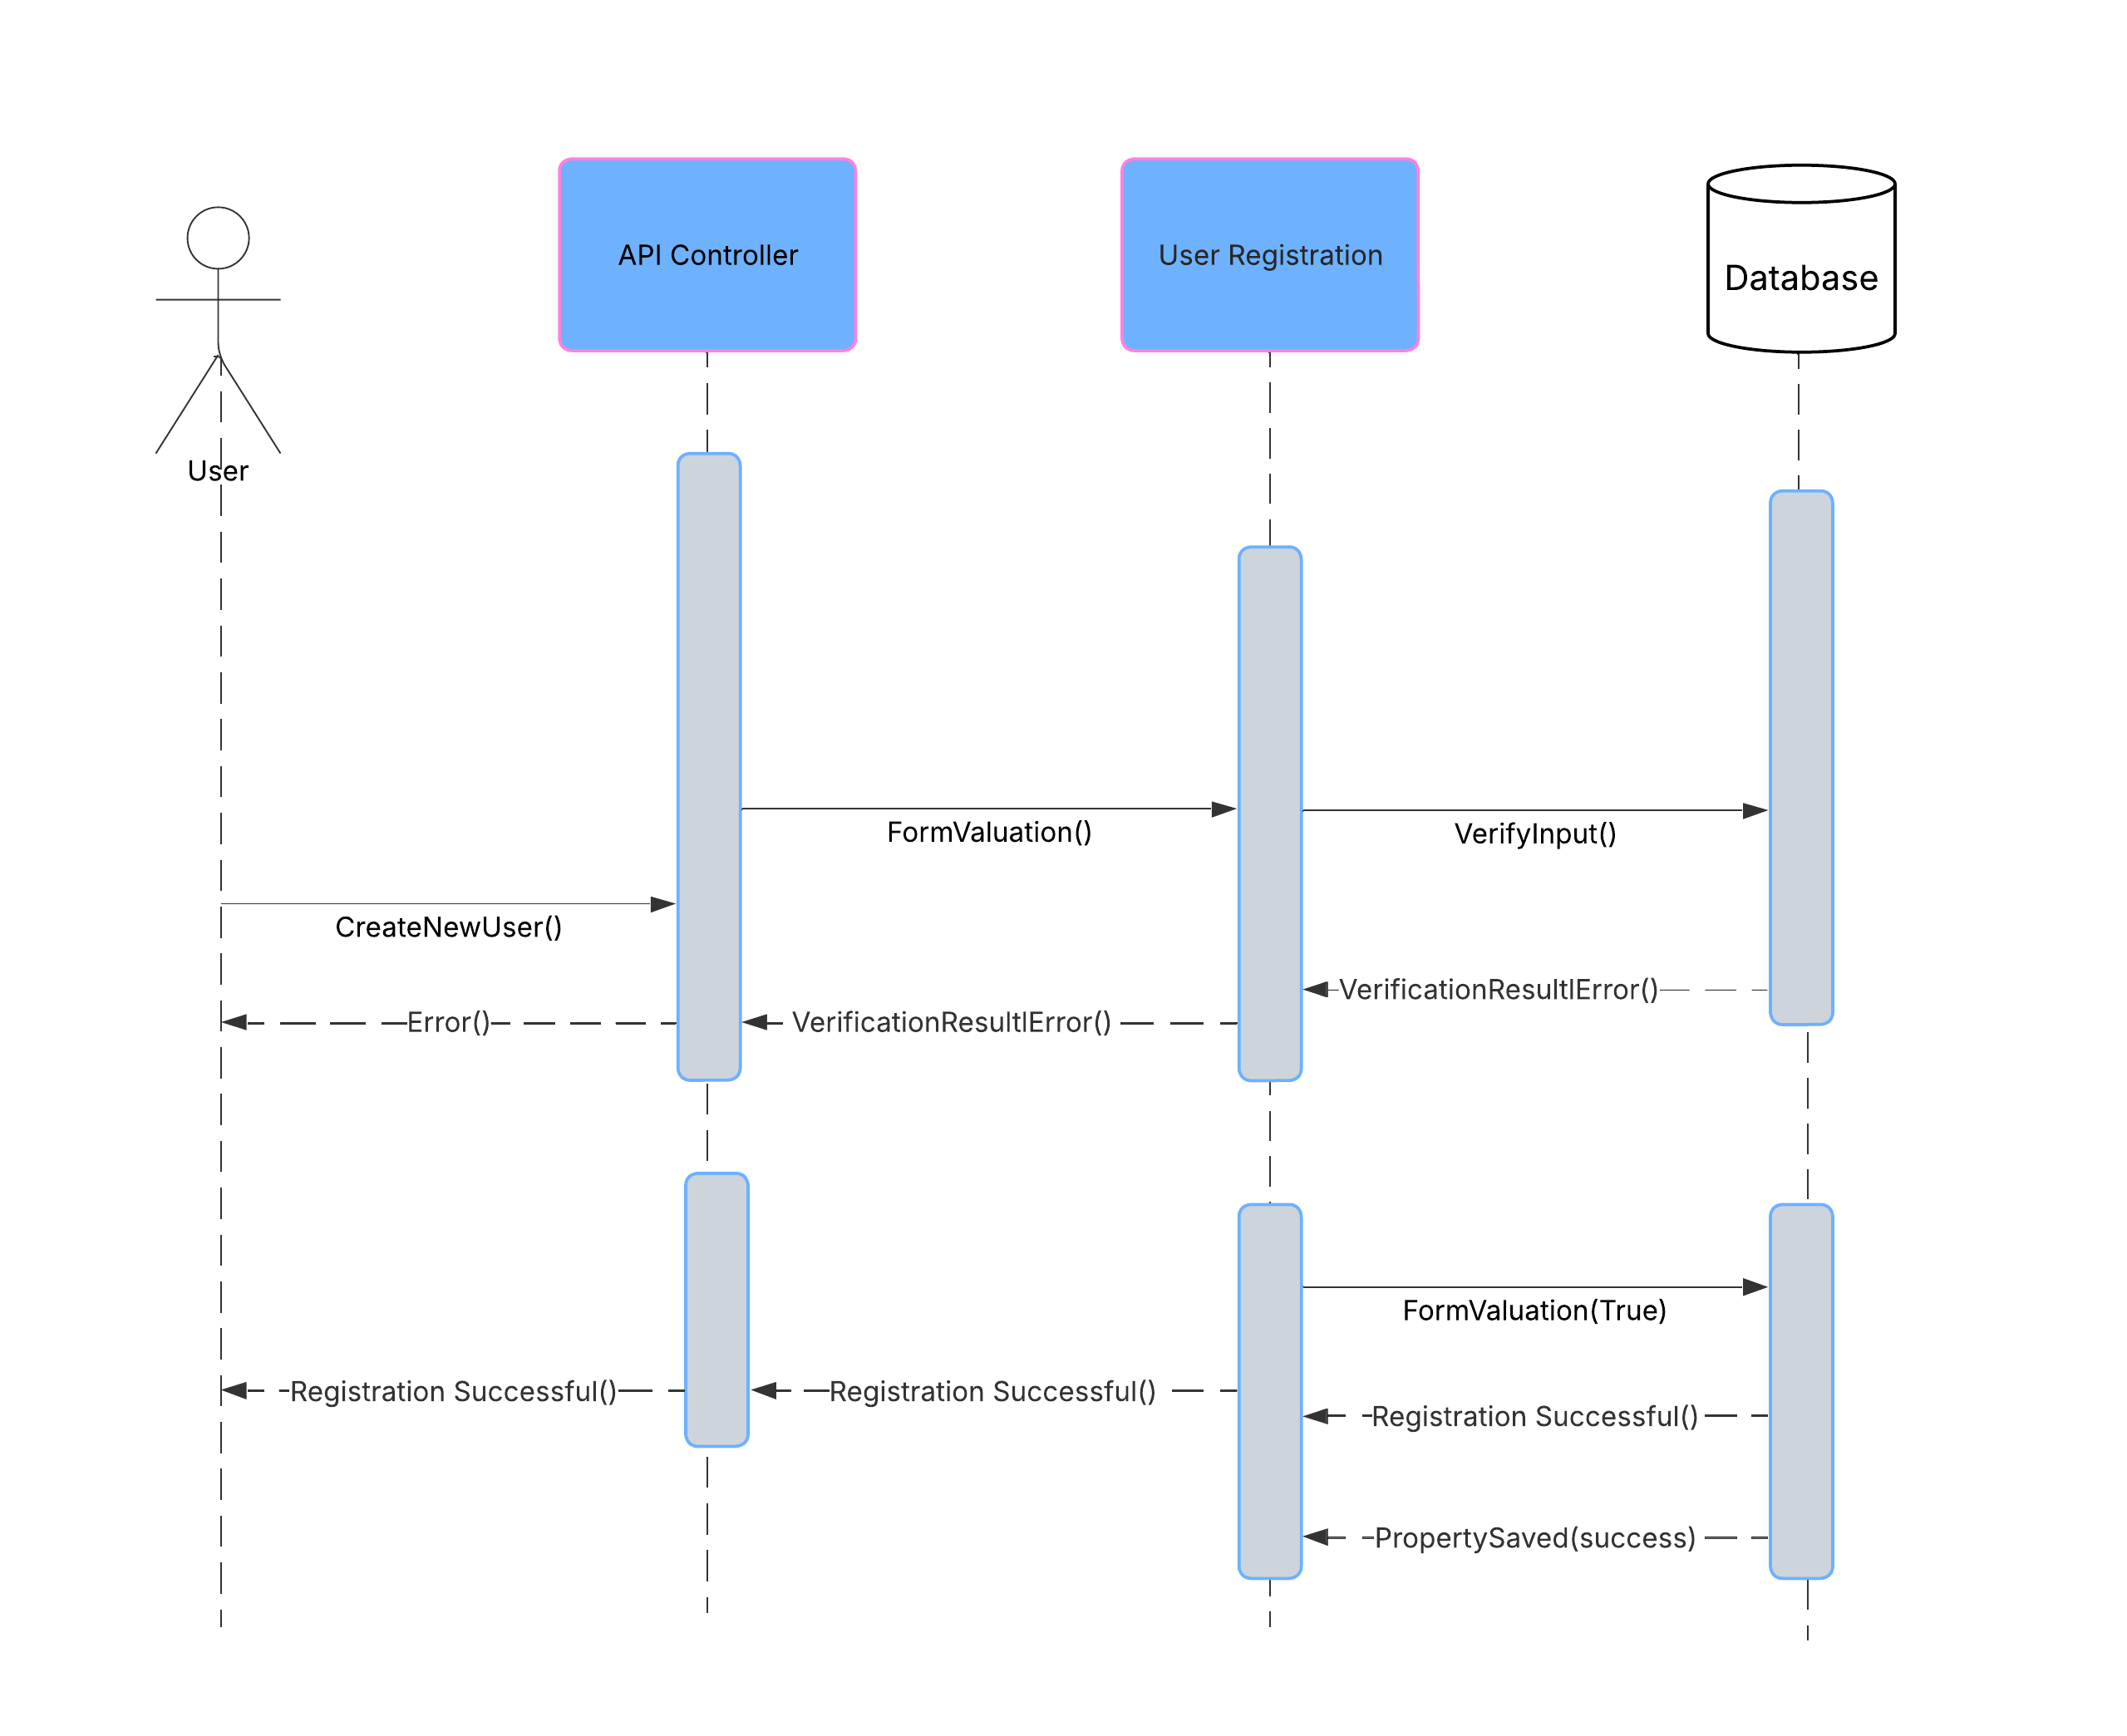 API Controller
User Registration
Database
User
FormValuation()
VerifyInput()
CreateNewUser()
VerificationResultlError()
Error()
VerificationResultlError()
FormValuation(True)
Registration Successful()
Registration Successful()
Registration Successful()
PropertySaved(success)